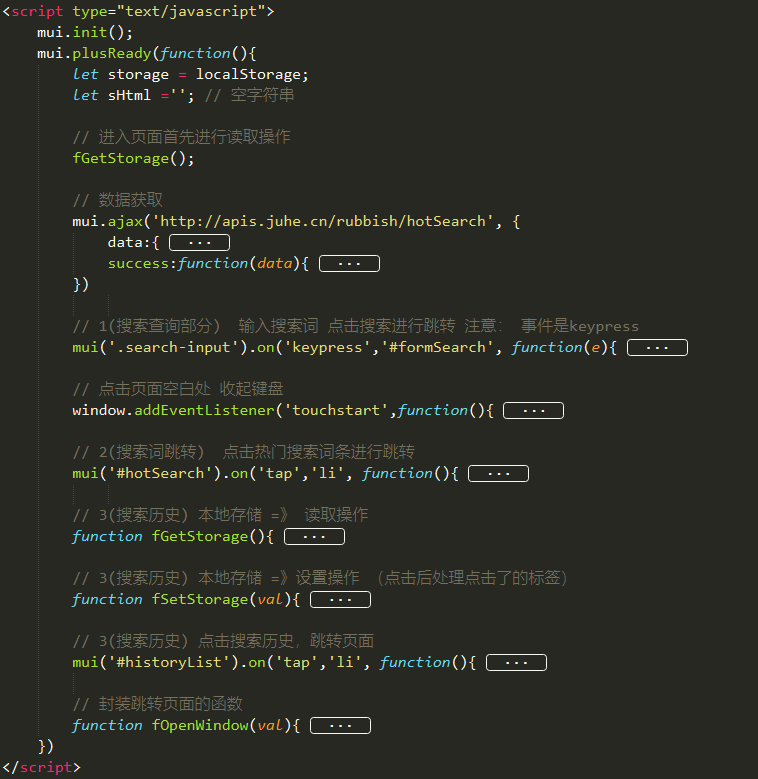 <script type="text/javascript">
mui.init();
mui.plusReady(function(){
let storage = localStorage;
let sHtml =''; // 空字符串
// 进入页面首先进行读取操作
fGetStorage();
// 数据获取
mui.ajax('http://apis.juhe.cn/rubbish/hotSearch', {
data:{ ...
success:function(data){ ...
})
// 1(搜索查询部分） 输入搜索词 点击搜索进行跳转 注意： 事件是keypress
mui('.search-input').on('keypress','#formSearch', function(e){ ...
// 点击页面空白处 收起键盘
window.addEventListener('touchstart',function(){ ...
// 2(搜索词跳转） 点击热门搜索词条进行跳转
mui('#hotSearch').on('tap','li', function(){ ...
// 3(搜索历史) 本地存储 =》 读取操作
function fGetStorage(){ ...
// 3(搜索历史) 本地存储 =》设置操作 （点击后处理点击了的标签）
function fSetStorage(val){ ...
// 3(搜索历史) 点击搜索历史，跳转页面
mui('#historyList').on('tap','li', function(){ ...
// 封装跳转页面的函数
function fOpenWindow(val){ ...
})
</script>